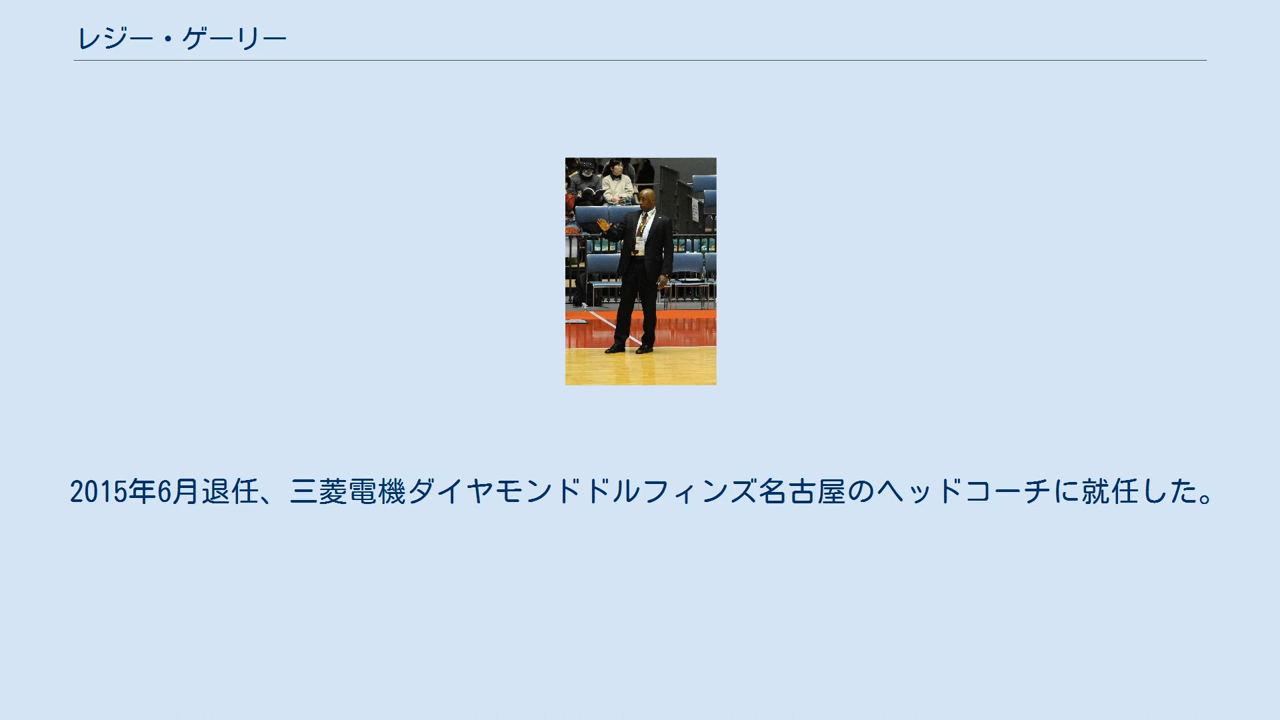 レジー・ゲーリー
2015年6月退任、三菱電機ダイヤモンドドルフィンズ名古屋のヘッドコーチに就任した。